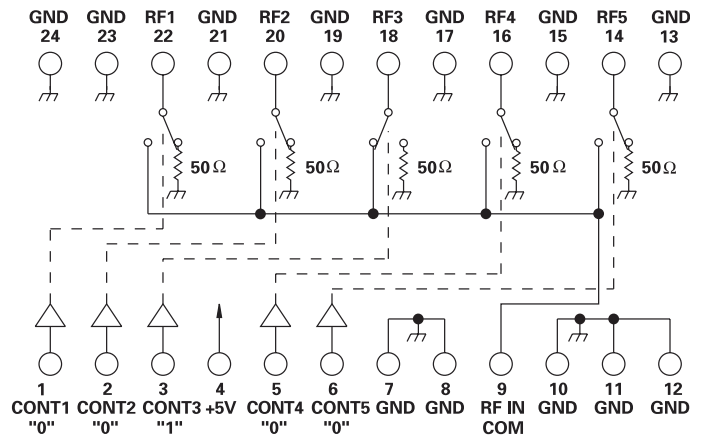 GND GND RF1 GND RF2 GND RF3 GND RF4 GND RF5 GND
24 23 22 21 20 19 18 17 16 15 14 13
50Ω 50Ω 50Ω 50Ω 50Ω
1 2 3 4 5 6 7 8 9 10 11 12
CONT1 CONT2 CONT3 +5V CONT4 CONT5 GND GND RF IN GND GND GND
"0" "0" "1" "0" "0" COM